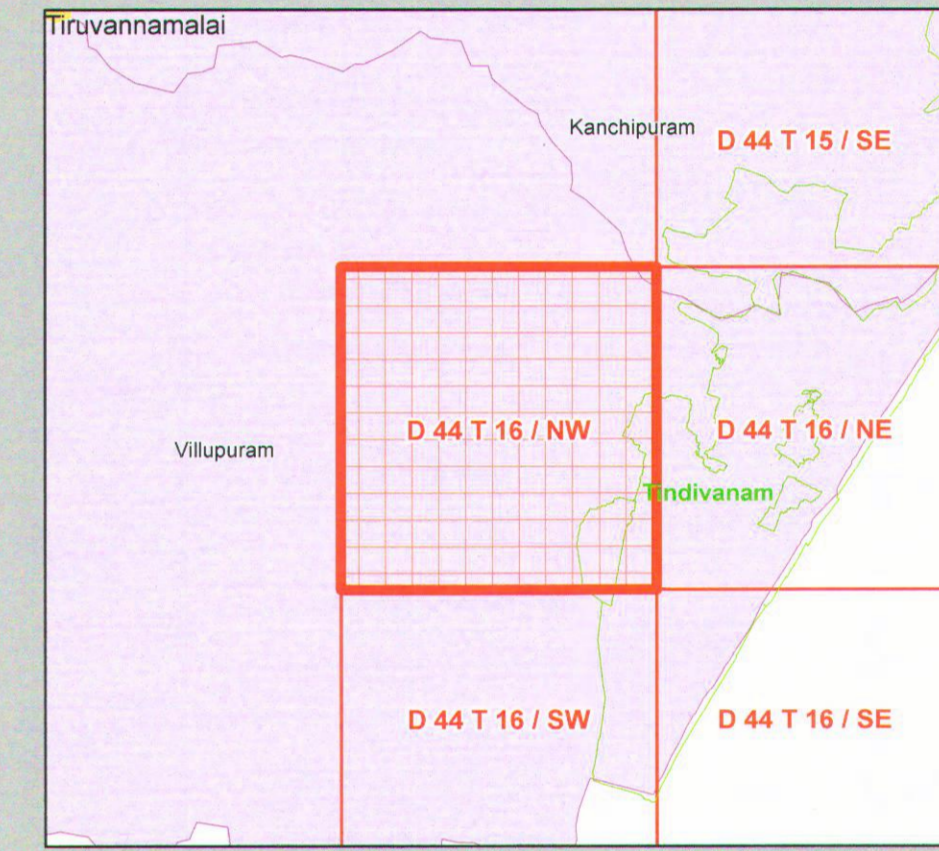 Tiruvannamalai
Kanchipuram
D 44 T 15 / SE
D 44 T 16 / NW
D 44 T 16 / NE
Villupuram
Tindivanam
D 44 T 16 / SW
D 44 T 16 / SE